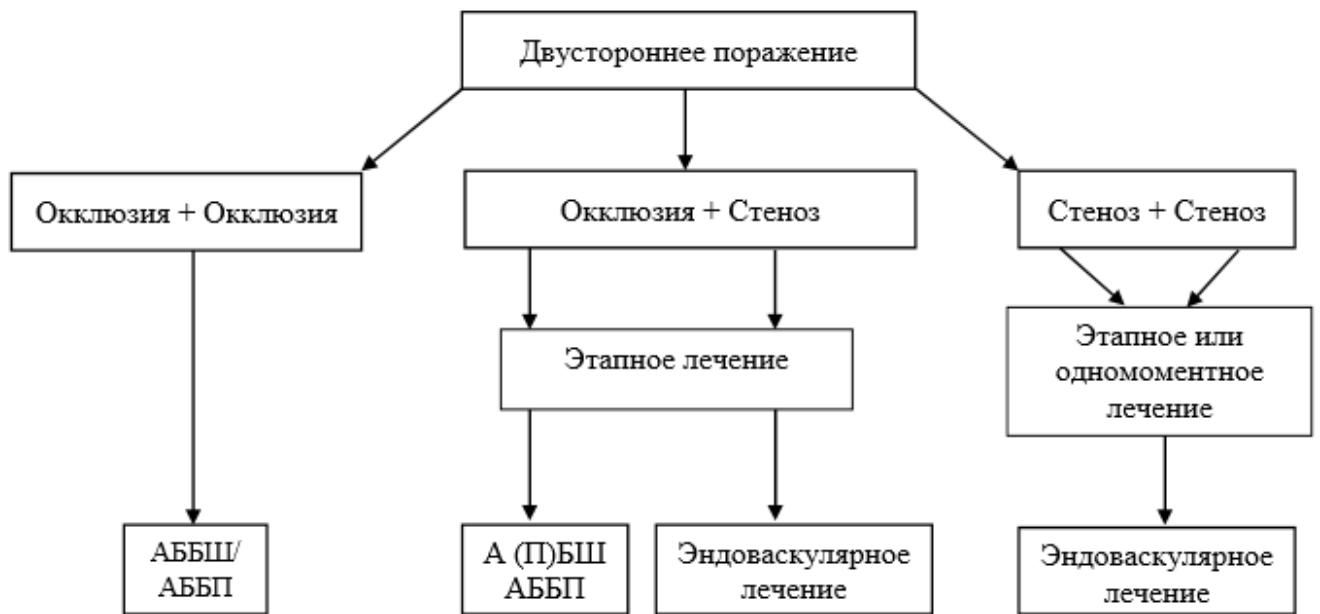 Двустороннее поражение
Окклюзия + Окклюзия
Окклюзия + Стеноз
Стеноз + Стеноз
Этапное лечение
Этапное или
одномоментное
лечение
АББШ/
АББП
А (П)БШ
АББП
Эндоваскулярное
лечение
Эндоваскулярное
лечение